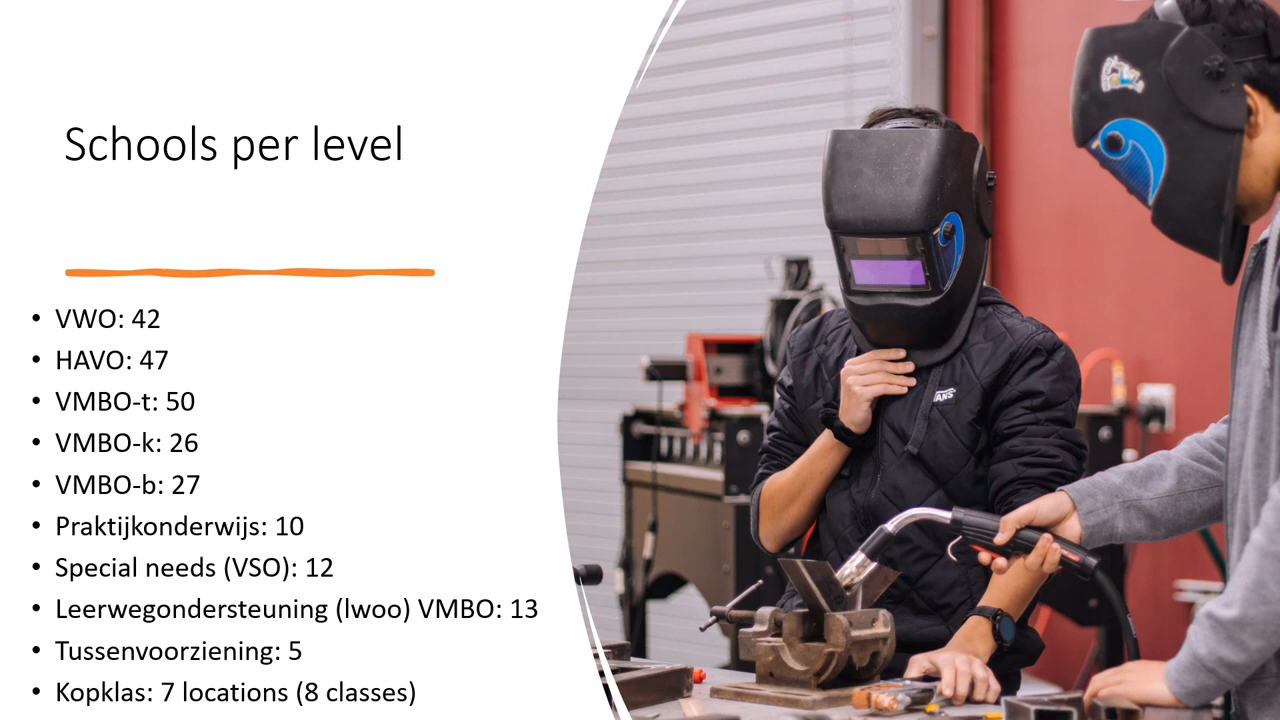 Schools per level
• VWO: 42
• HAVO: 47
• VMBO-t: 50
• VMBO-k: 26
• VMBO-b: 27
• Praktijkonderwijs: 10
• Special needs (VSO): 12
• Leerwegondersteuning (lwoo) VMBO: 13
• Tussenvoorziening: 5
• Kopklas: 7 locations (8 classes)
VANS